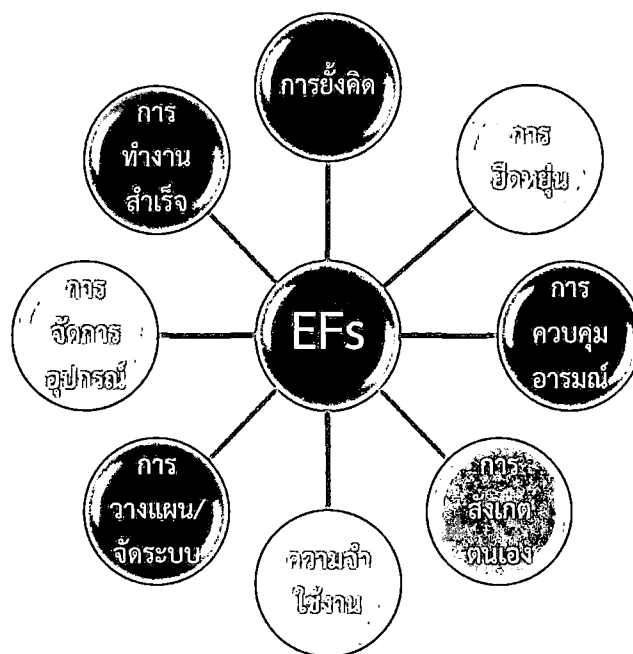 การยั้งคิด
การ
ยืดหยุ่น
การ
ควบคุม
อารมณ์
การ
สังเกต
ตนเอง
ความจำ
ใช้งาน
การ
วางแผน/
จัดระบบ
การ
จัดการ
อุปกรณ์
การ
ทำงาน
สำเร็จ
EFs